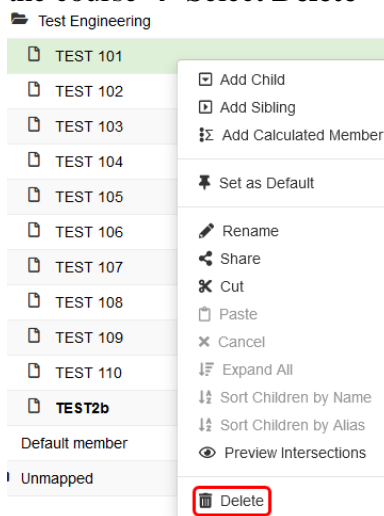 the course → Select Delete
Test Engineering
TEST 101
TEST 102
TEST 103
TEST 104
TEST 105
TEST 106
TEST 107
TEST 108
TEST 109
TEST 110
TEST2b
Default member
Unmapped
Add Child
Add Sibling
Σ Add Calculated Member
Set as Default
Rename
Share
Cut
Paste
Cancel
Expand All
Sort Children by Name
Sort Children by Alias
Preview Intersections
Delete